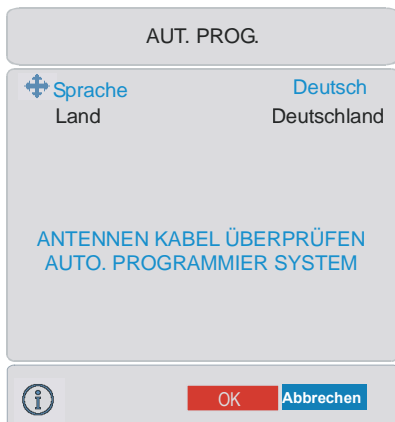 AUT. PROG.
Sprache Deutsch
Land Deutschland
ANTENNEN KABEL ÜBERPRÜFEN
AUTO. PROGRAMMIER SYSTEM
i OK Abbrechen